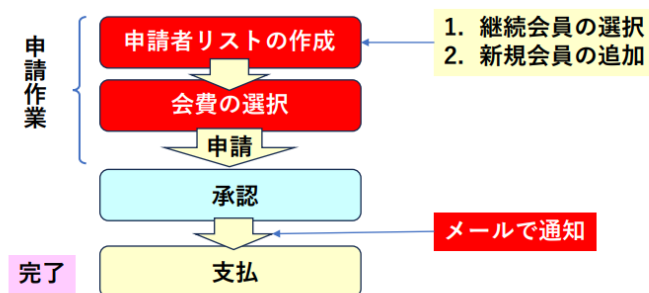 申請作業
申請者リストの作成
1. 継続会員の選択
2. 新規会員の追加
会費の選択
申請
承認
メールで通知
支払
完了